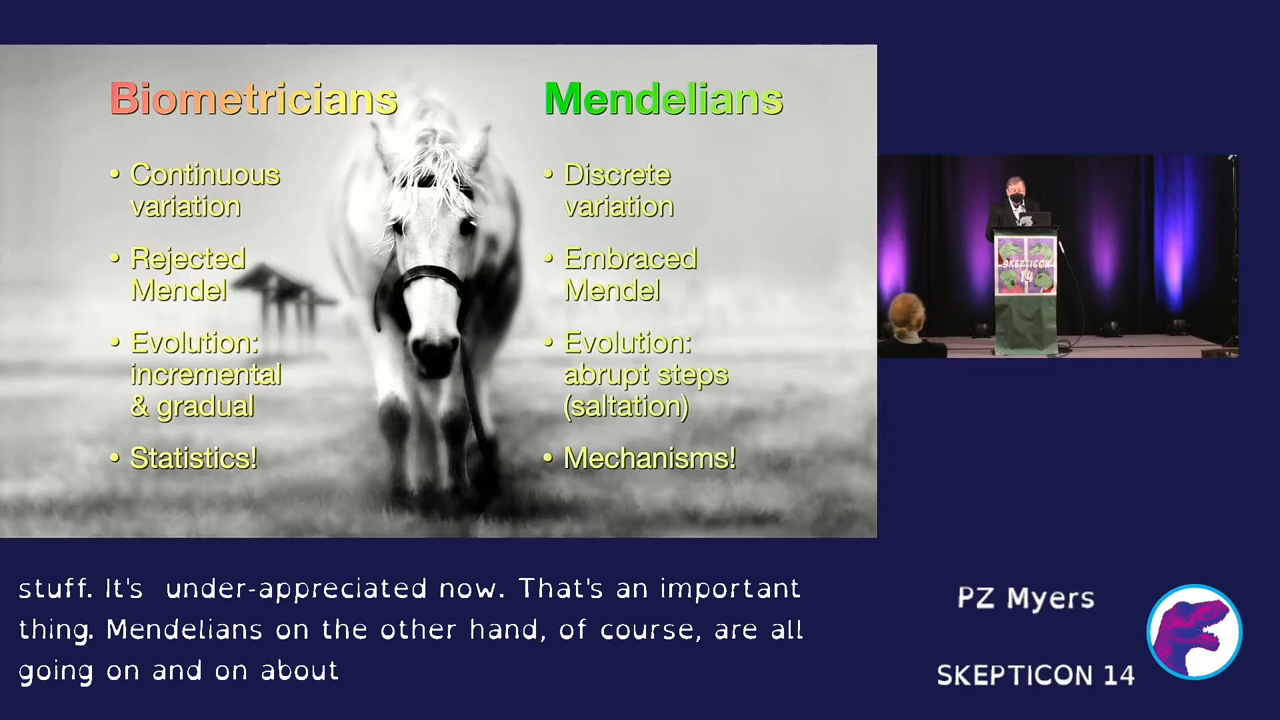 Biometricians
• Continuous
variation
• Rejected
Mendel
• Evolution:
incremental
& gradual
• Statistics!
Mendelians
• Discrete
variation
• Embraced
Mendel
• Evolution:
abrupt steps
(saltation)
• Mechanisms!
SKEPTICON
14
stuff. It's under-appreciated now. That's an important
thing. Mendelians on the other hand, of course, are all
going on and on about
PZ Myers
SKEPTICON 14